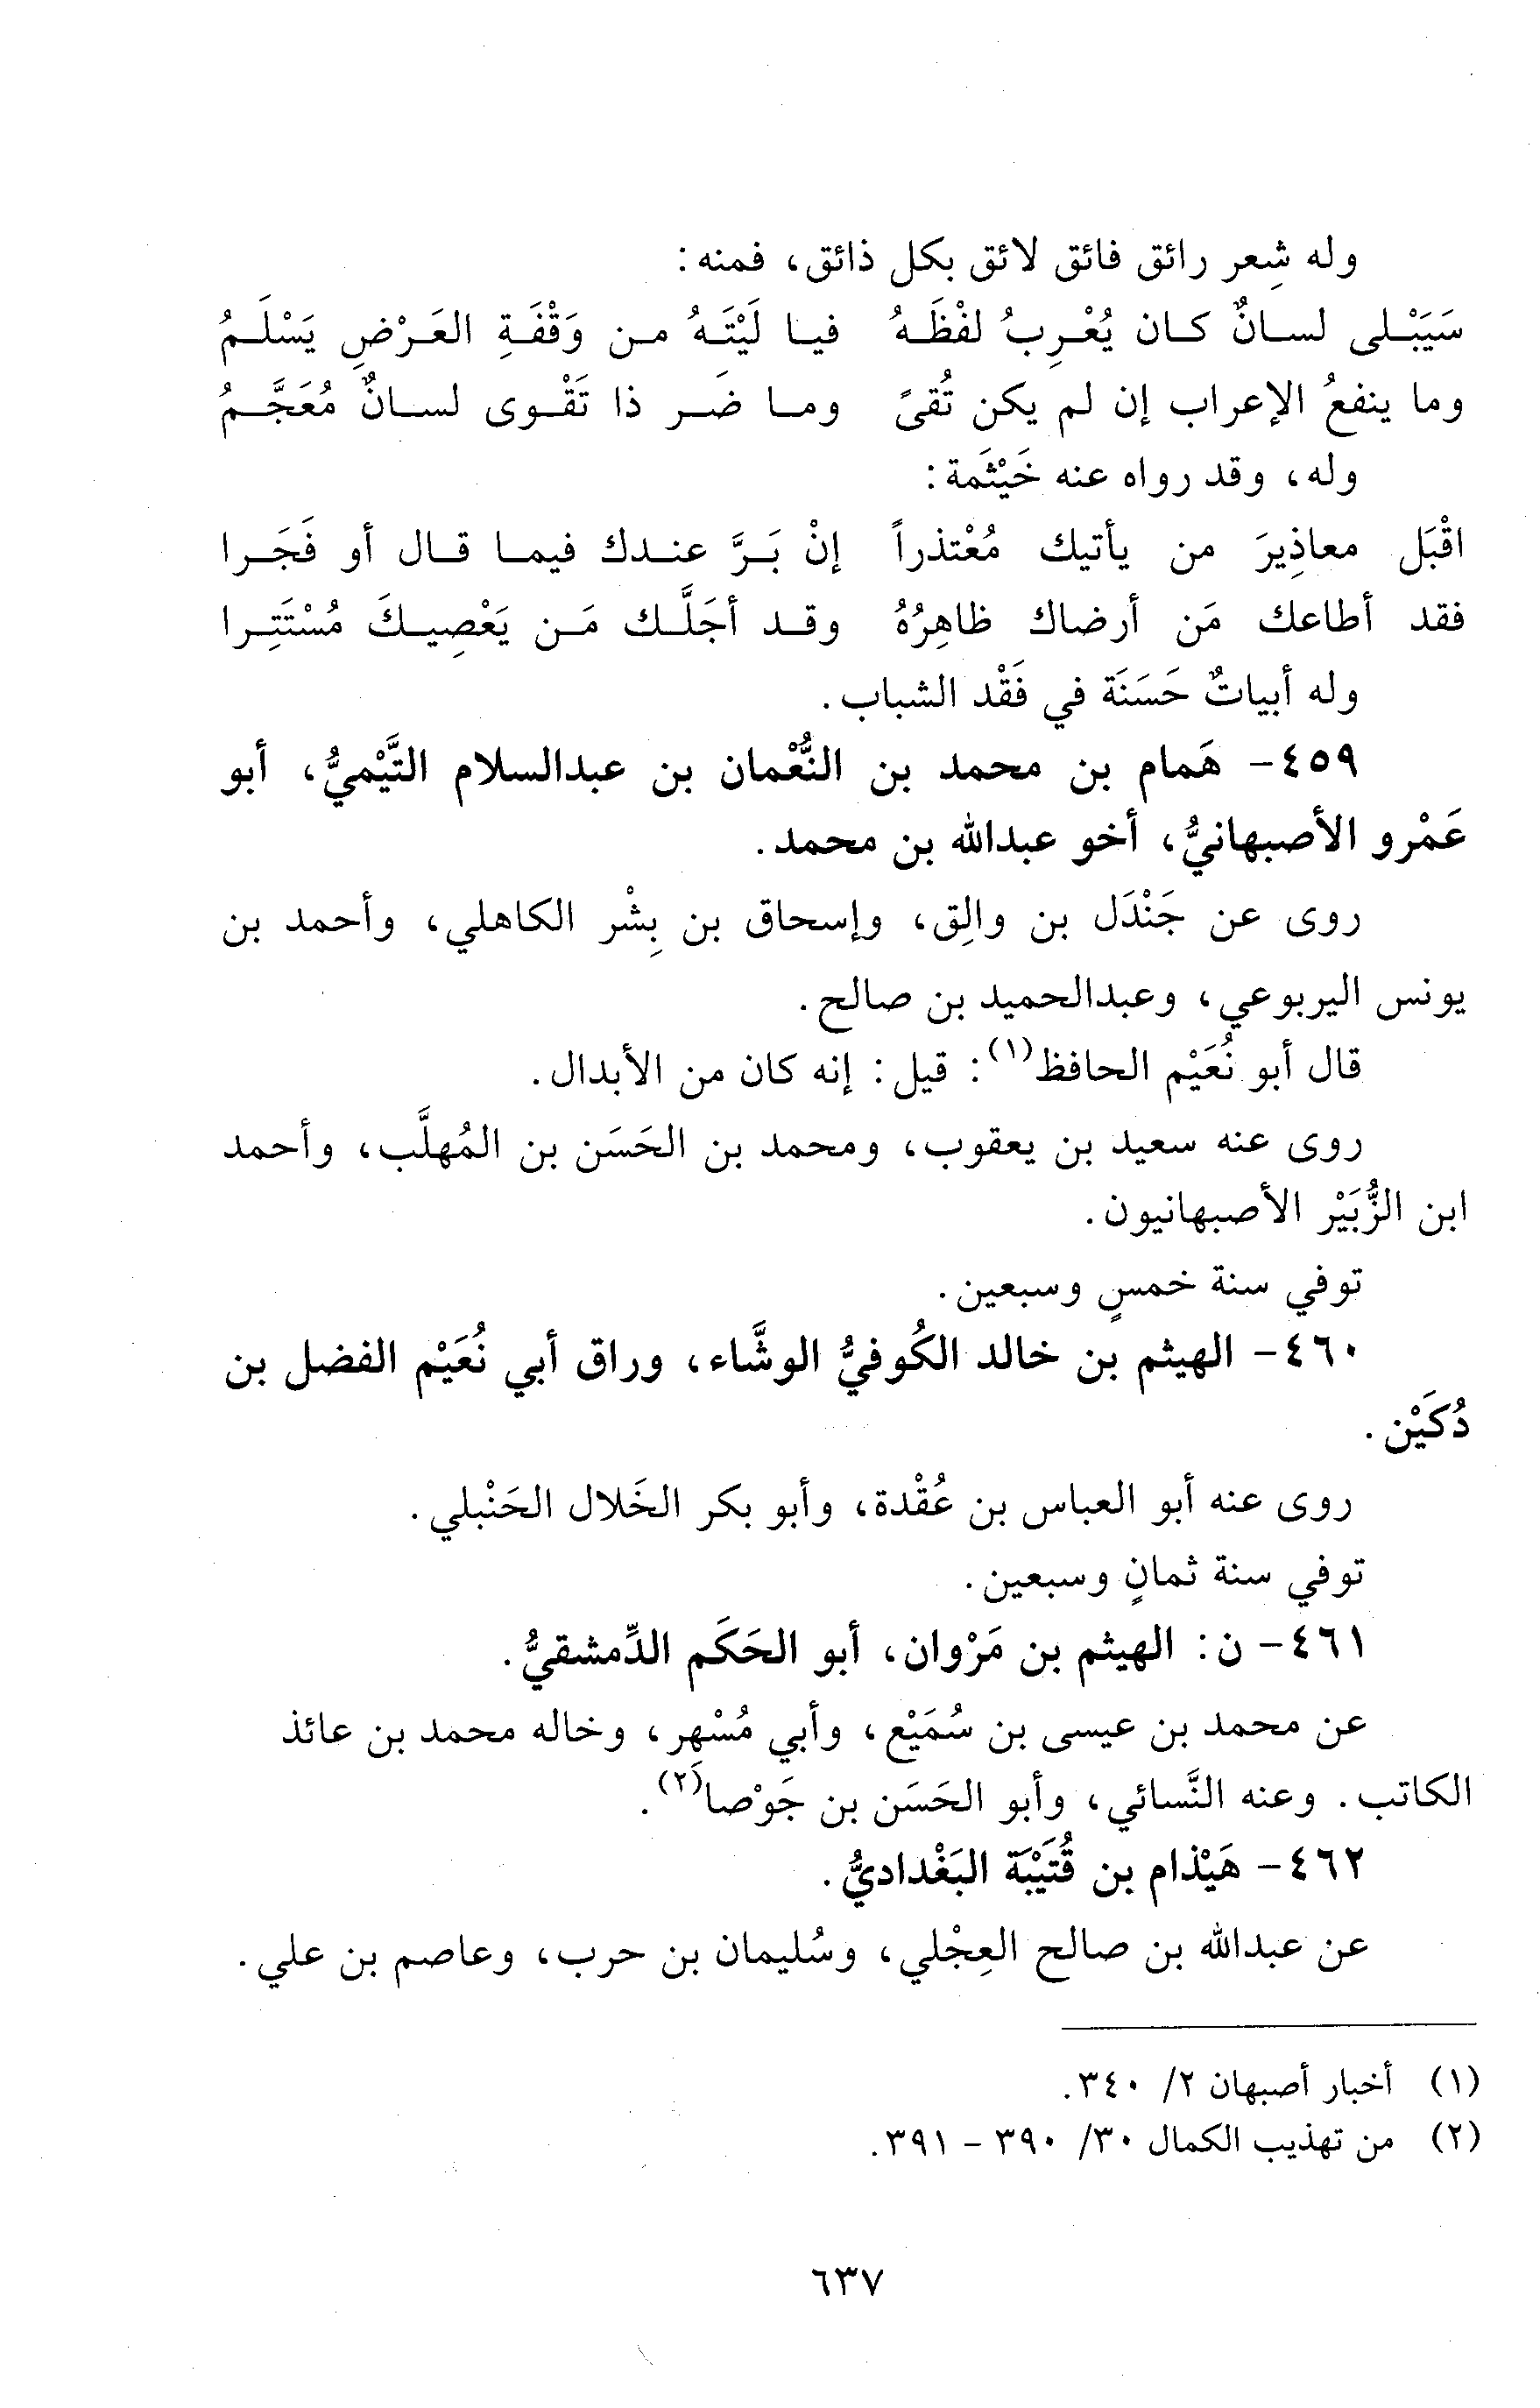 وله شِعر رائق فائق لائق بكل ذائق، فمنه:
سَيَبْلى لسانٌ كان يُعْرِبُ لفْظَهُ فيا لَيْتَهُ من وَقْفَةِ العَرْضِ يَسْلَمُ
وما ينفعُ الإعراب إن لم يكن تُقىً وما ضَر ذا تَقْوى لسانٌ مُعَجَّمُ
وله، وقد رواه عنه خَيْثَمة:
اقْبَل معاذِيرَ من يأتيك مُعْتذراً إنْ بَرَّ عندك فيما قال أو فَجَرا
فقد أطاعك مَن أرضاك ظاهِرُهُ وقد أجَلَّك مَن يَعْصِيكَ مُسْتَتِرا
وله أبياتٌ حَسَنَة في فَقْد الشباب.
٤٥٩- هَمام بن محمد بن النُّعْمان بن عبدالسلام التَّيْميُّ، أبو
عَمْرو الأصبهانيُّ، أخو عبدالله بن محمد.
روى عن جَنْدَل بن والِق، وإسحاق بن بِشْر الكاهلي، وأحمد بن
يونس اليربوعي، وعبدالحميد بن صالح.
قال أبو نُعَيْم الحافظ(١): قيل: إنه كان من الأبدال.
روى عنه سعيد بن يعقوب، ومحمد بن الحَسَن بن المُهلَّب، وأحمد
ابن الزُّبَيْر الأصبهانيون.
توفي سنة خمسٍ وسبعين.
٤٦٠- الهيثم بن خالد الكُوفيُّ الوشَّاء، وراق أبي نُعَيْم الفضل بن
دُكَيْن.
روى عنه أبو العباس بن عُقْدة، وأبو بكر الخَلال الحَنْبلي.
توفي سنة ثمانٍ وسبعين.
٤٦١- ن: الهيثم بن مَرْوان، أبو الحَكَم الدِّمشقيُّ.
عن محمد بن عيسى بن سُمَيْع، وأبي مُسْهر، وخاله محمد بن عائذ
الكاتب. وعنه النَّسائي، وأبو الحَسَن بن جَوْصا(٢).
٤٦٢- هَيْذام بن قُتَيْبَة البَغْداديُّ.
عن عبدالله بن صالح العِجْلي، وسُليمان بن حرب، وعاصم بن علي.
(١) أخبار أصبهان ٢/ ٣٤٠.
(٢) من تهذيب الكمال ٣٠/ ٣٩٠ - ٣٩١.
٦٣٧